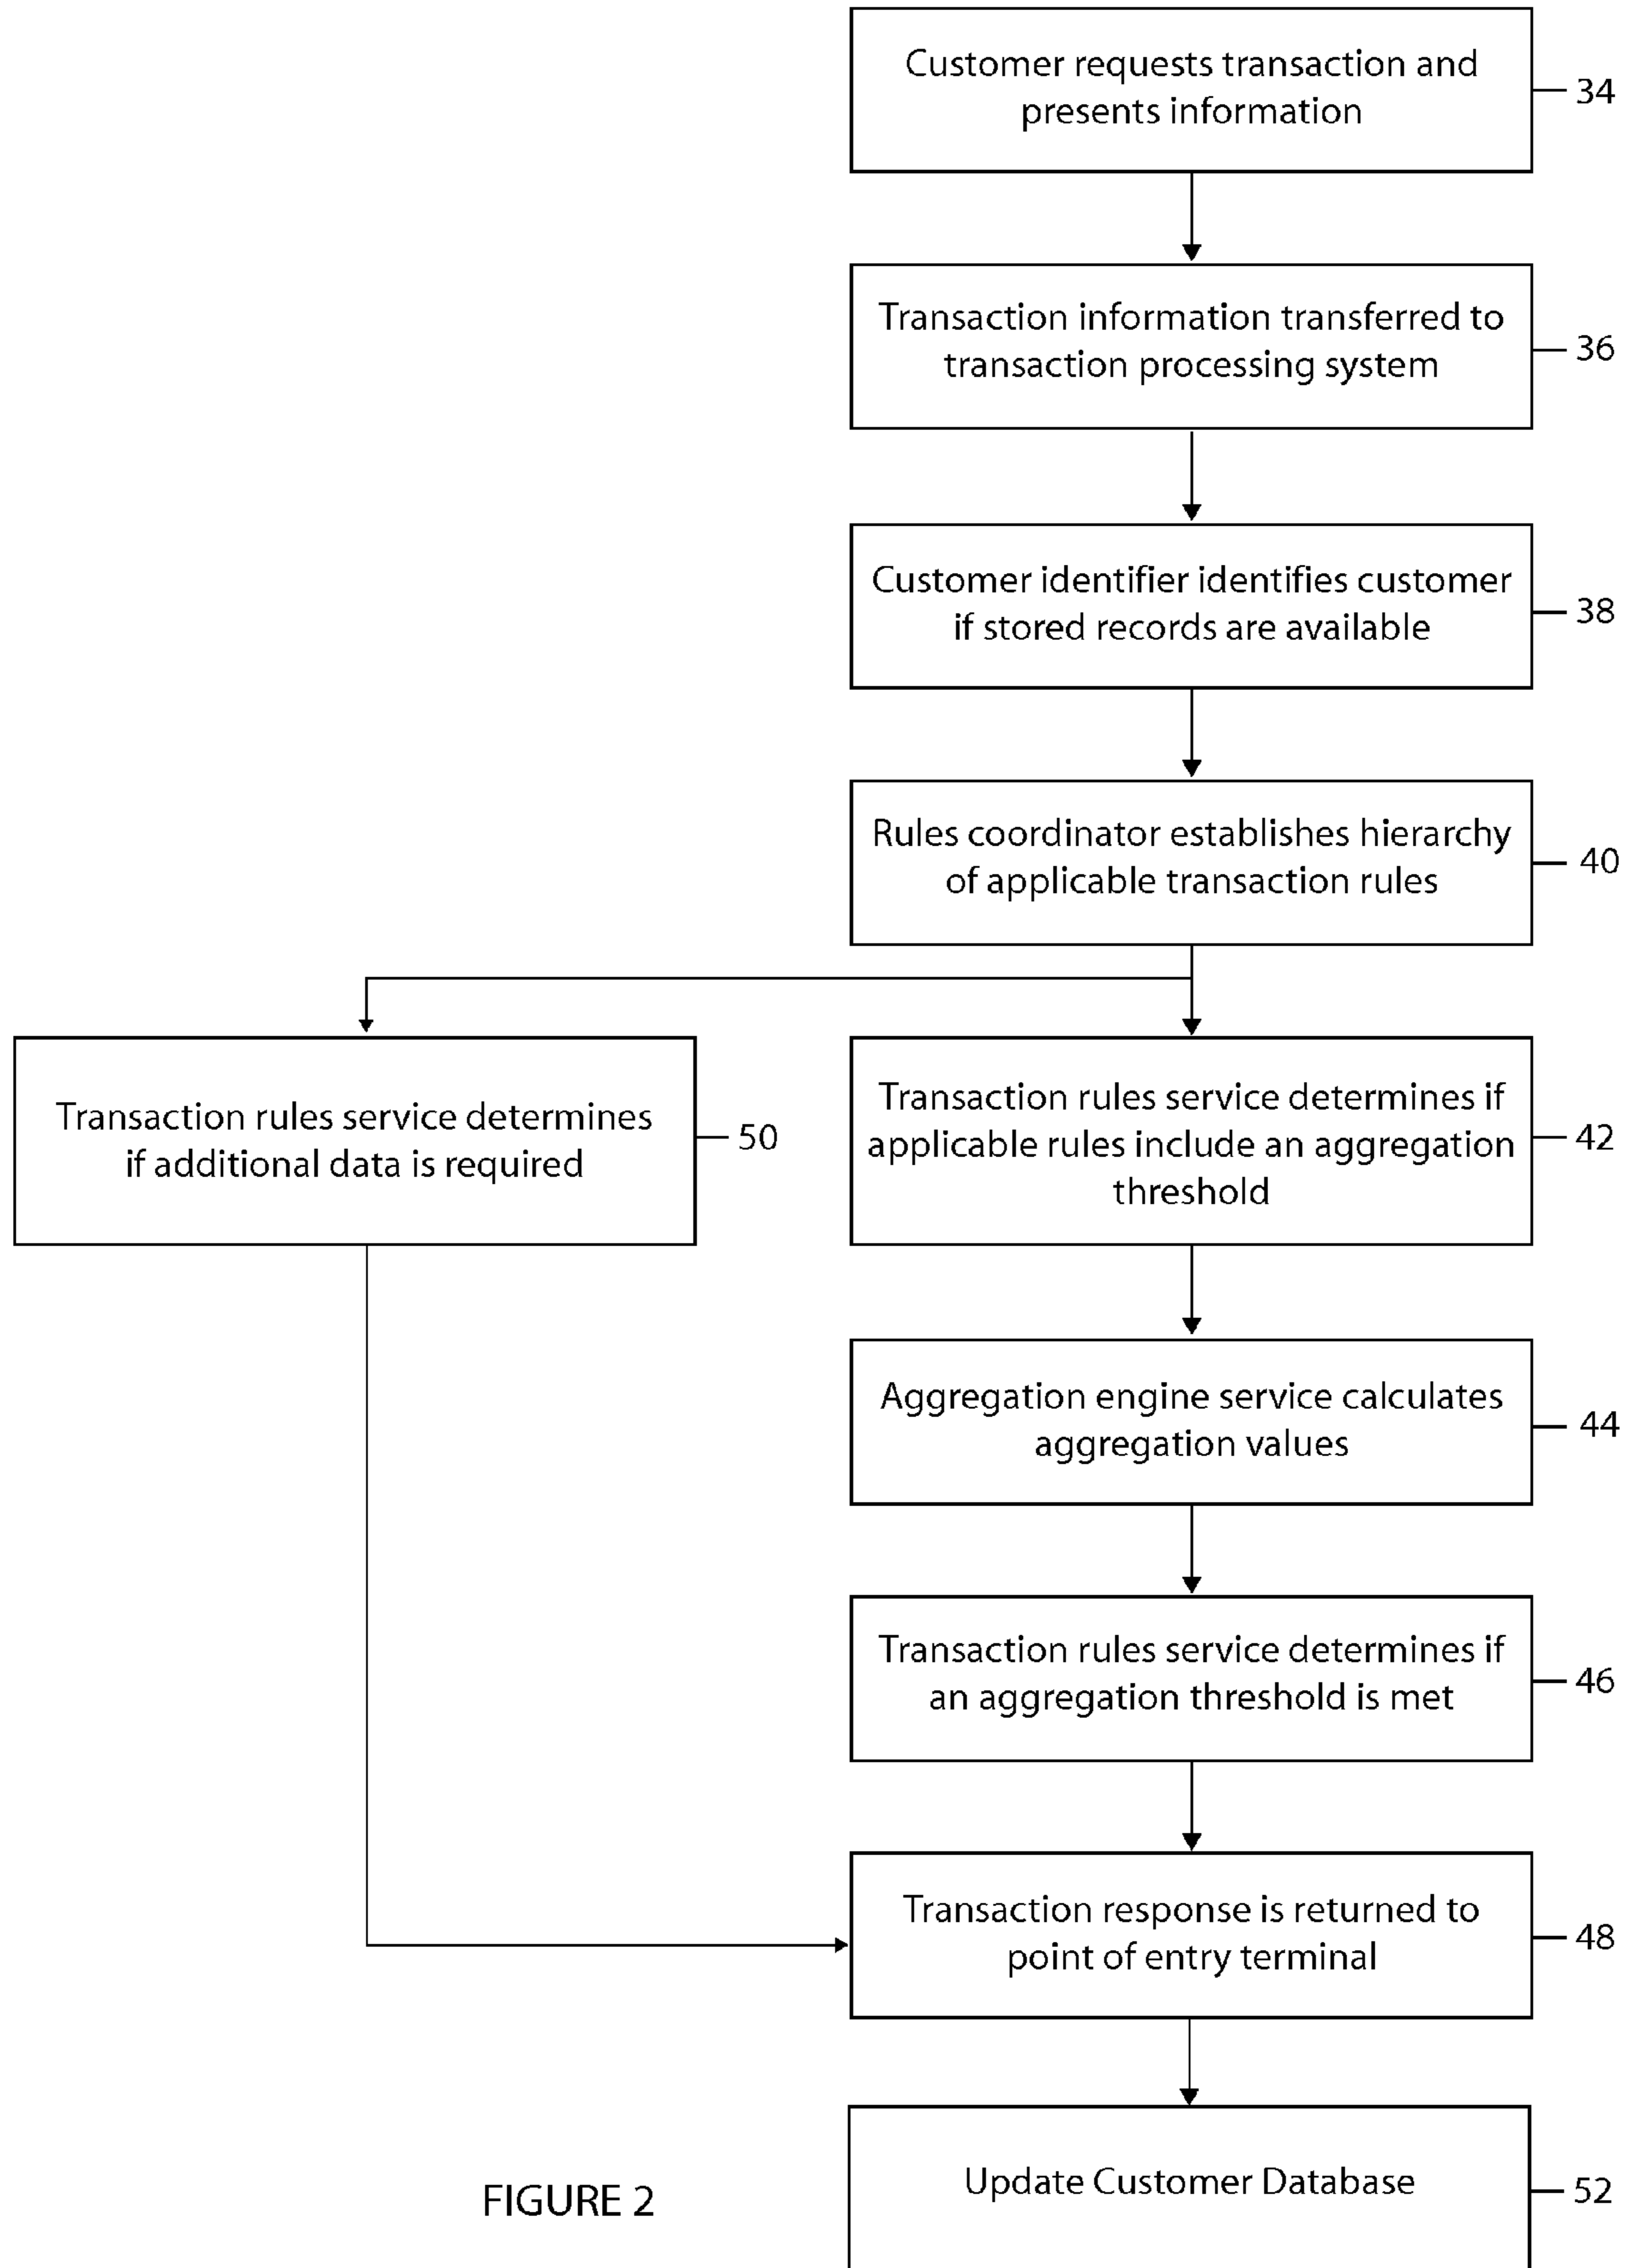 Customer requests transaction and
presents information
34
Transaction information transferred to
transaction processing system
36
Customer identifier identifies customer
if stored records are available
38
Rules coordinator establishes hierarchy
of applicable transaction rules
40
Transaction rules service determines
if additional data is required
50
Transaction rules service determines if
applicable rules include an aggregation
threshold
42
Aggregation engine service calculates
aggregation values
44
Transaction rules service determines if
an aggregation threshold is met
46
Transaction response is returned to
point of entry terminal
48
Update Customer Database
52
FIGURE 2